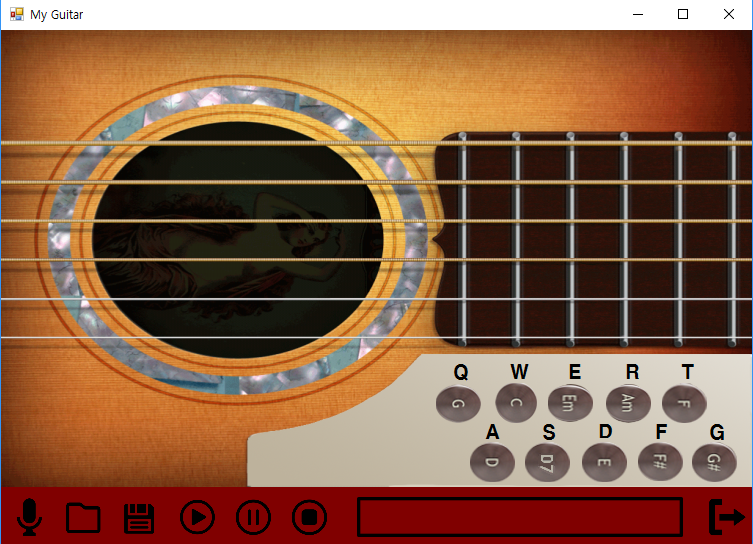 My Guitar
Q W E R T
G C Em Am F
A S D F G
D D7 E F# G#